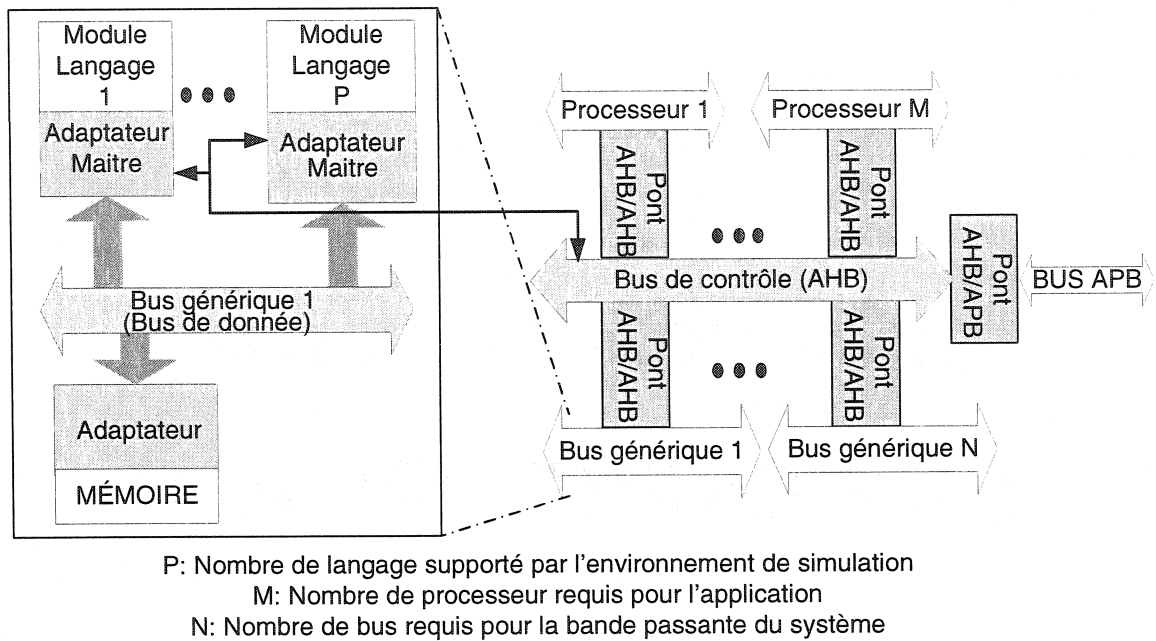 Module
Langage
1
Module
Langage
P
Adaptateur
Maitre
Adaptateur
Maitre
Bus générique 1
(Bus de donnée)
Adaptateur
MÉMOIRE
Processeur 1
Processeur M
Pont
AHB/AHB
Pont
AHB/AHB
Bus de contrôle (AHB)
Pont
AHB/APB
BUS APB
Pont
AHB/AHB
Pont
AHB/AHB
Bus générique 1
Bus générique N
P: Nombre de langage supporté par l'environnement de simulation
M: Nombre de processeur requis pour l'application
N: Nombre de bus requis pour la bande passante du système